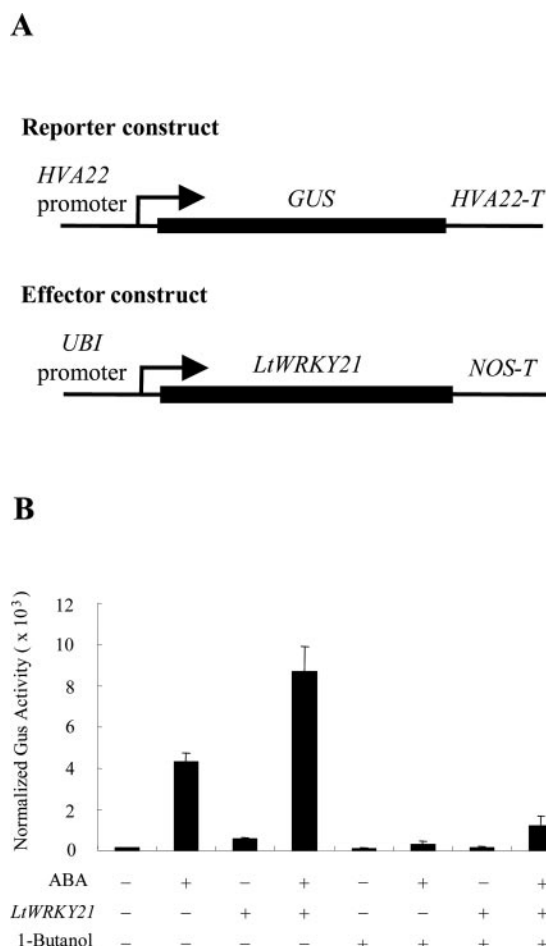 A
Reporter construct
HVA22
promoter
GUS
HVA22-T
Effector construct
UBI
promoter
LtWRKY21
NOS-T
B
Normalized Gus Activity ( x 10³)
12
10
8
6
4
2
0
ABA – + – + – + – +
LtWRKY21 – – + + – – + +
1-Butanol – – – – + + + +